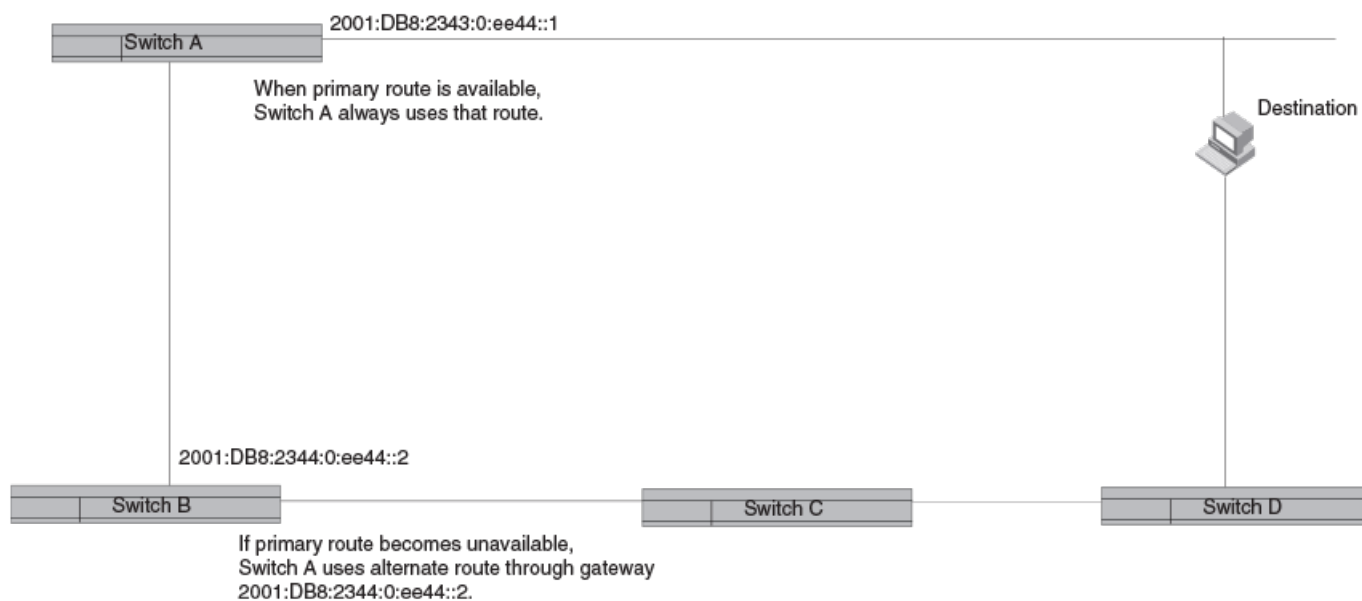 2001:DB8:2343:0:ee44::1
Switch A
When primary route is available,
Switch A always uses that route.
Destination
2001:DB8:2344:0:ee44::2
Switch B
Switch C
Switch D
If primary route becomes unavailable,
Switch A uses alternate route through gateway
2001:DB8:2344:0:ee44::2.